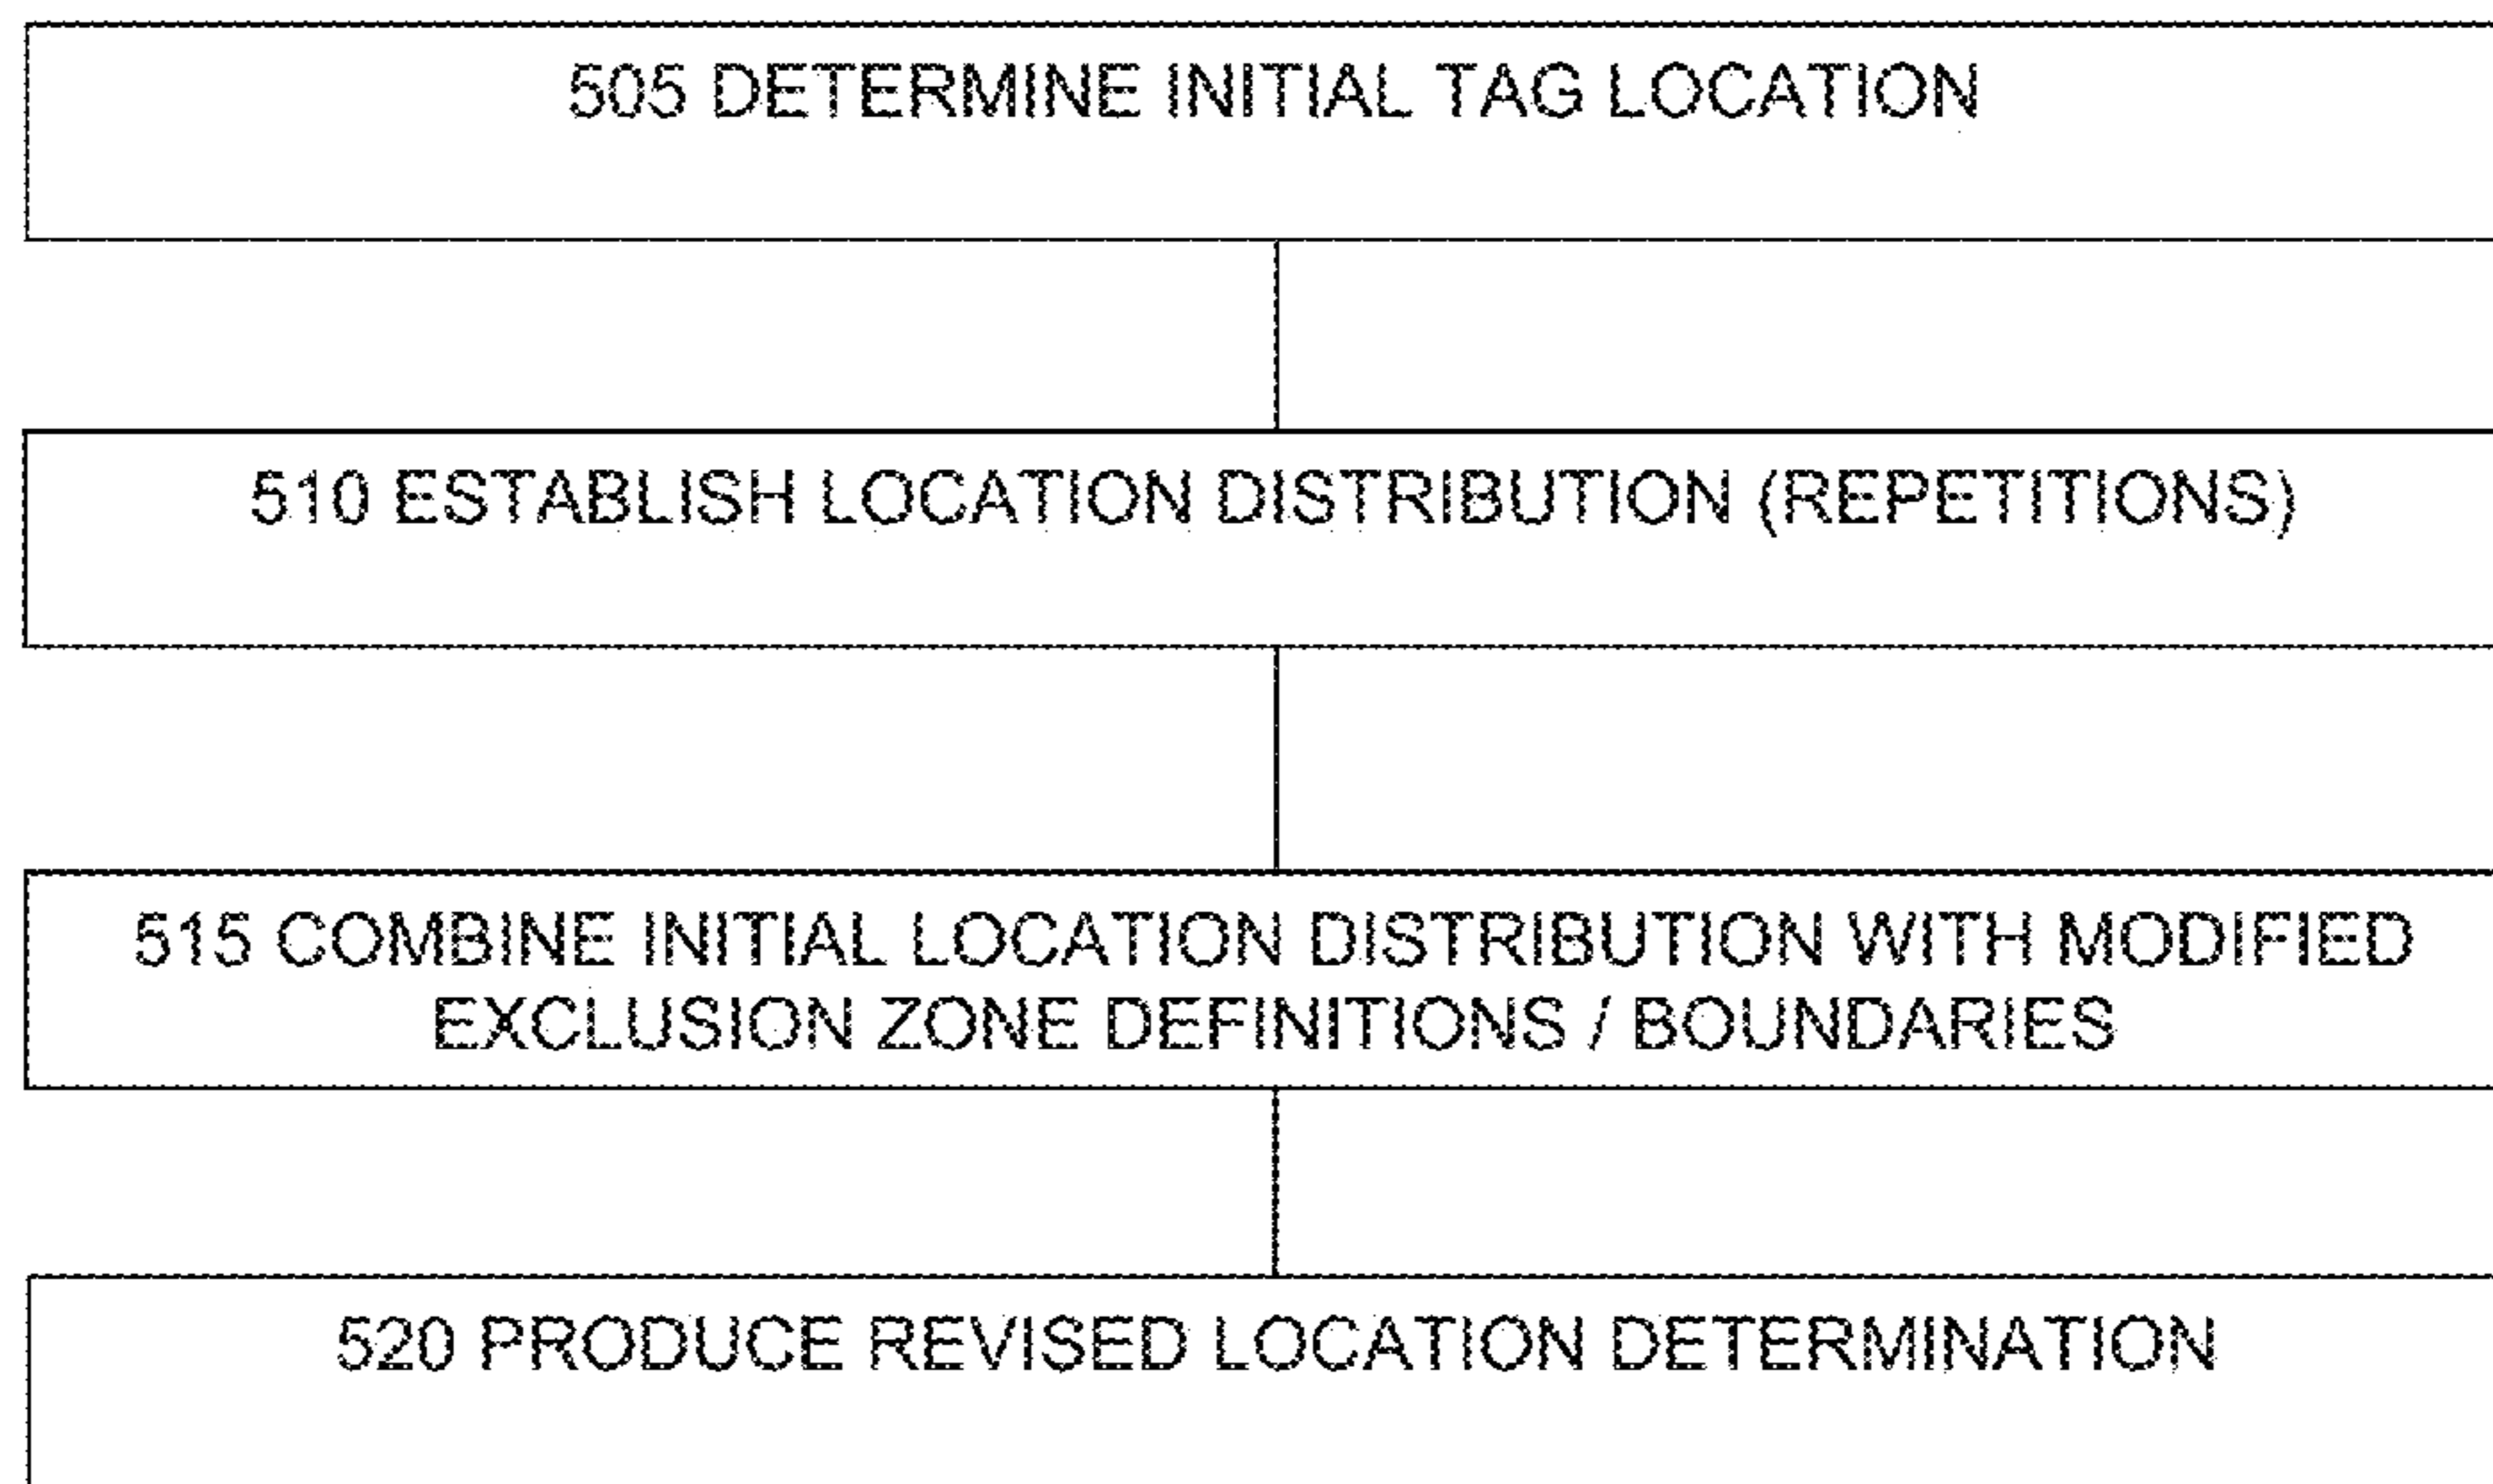 505 DETERMINE INITIAL TAG LOCATION
510 ESTABLISH LOCATION DISTRIBUTION (REPETITIONS)
515 COMBINE INITIAL LOCATION DISTRIBUTION WITH MODIFIED
EXCLUSION ZONE DEFINITIONS / BOUNDARIES
520 PRODUCE REVISED LOCATION DETERMINATION